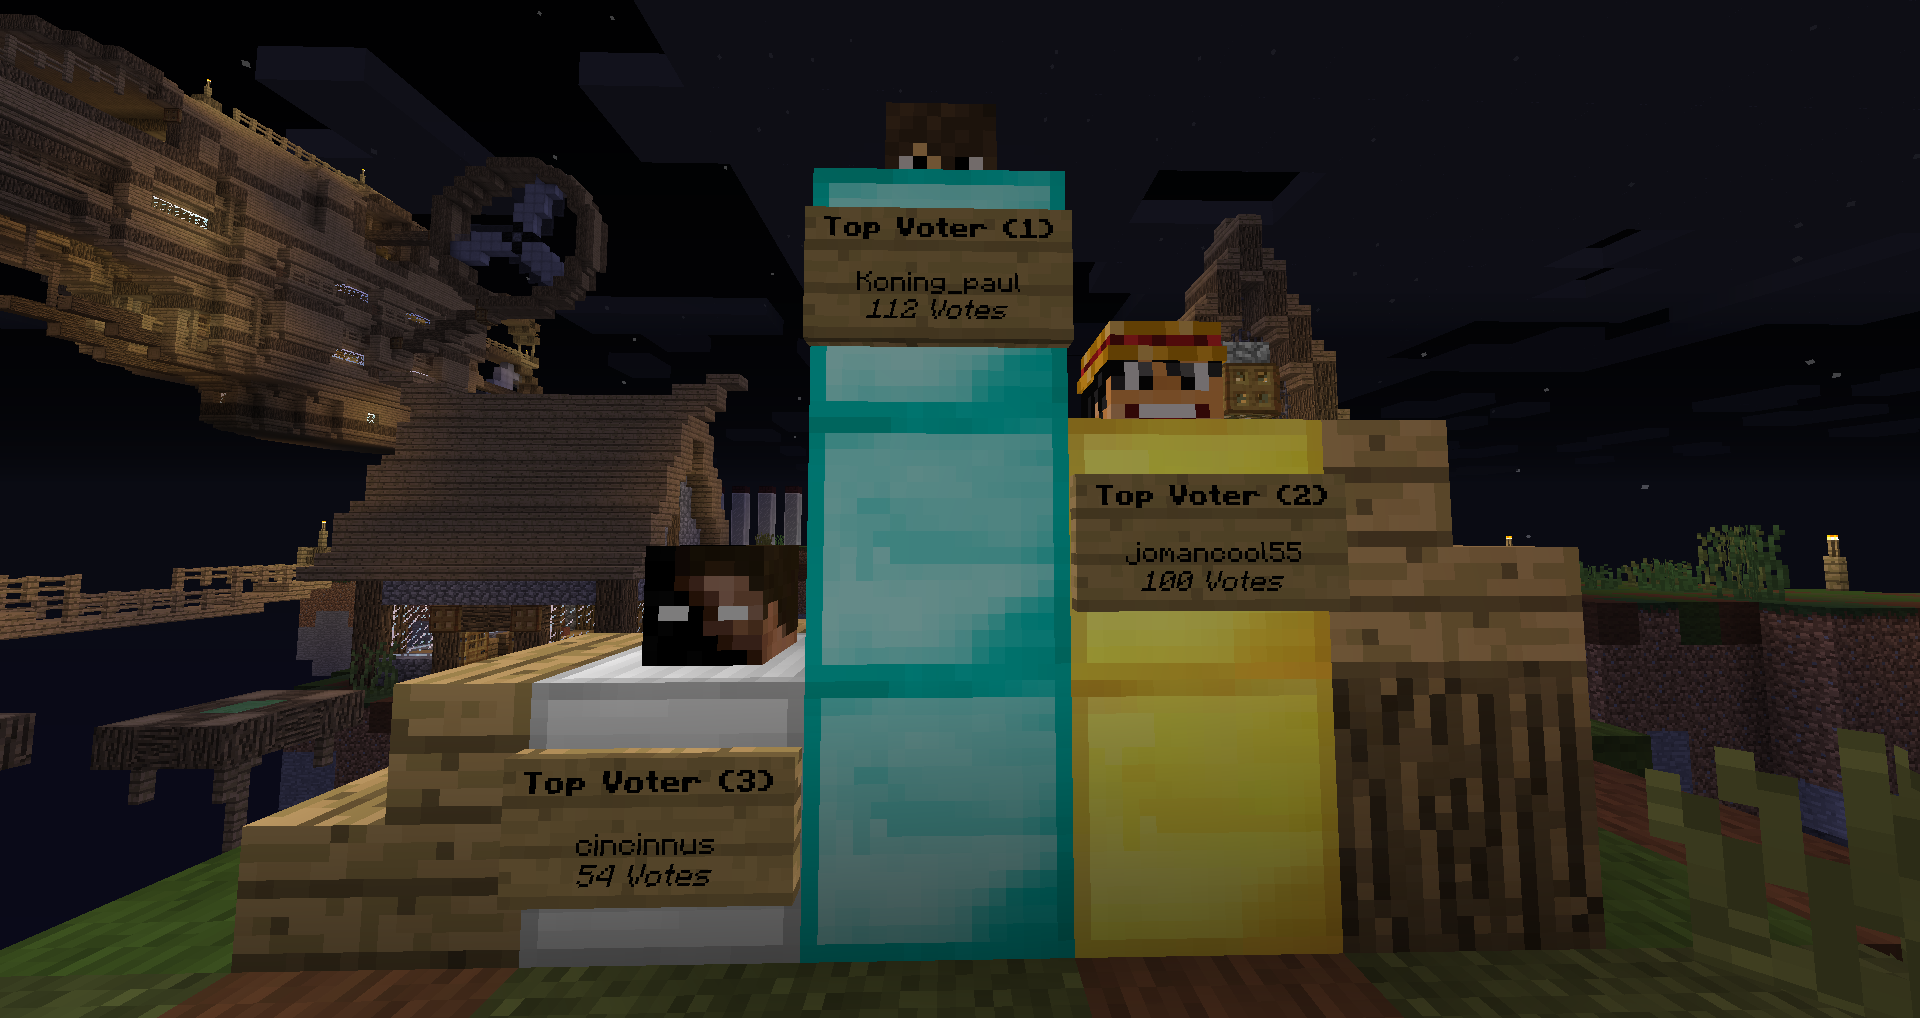 Top Voter (1)
Koning_paul
112 Votes
Top Voter (2)
jomancool55
100 Votes
Top Voter (3)
cincinnus
54 Votes